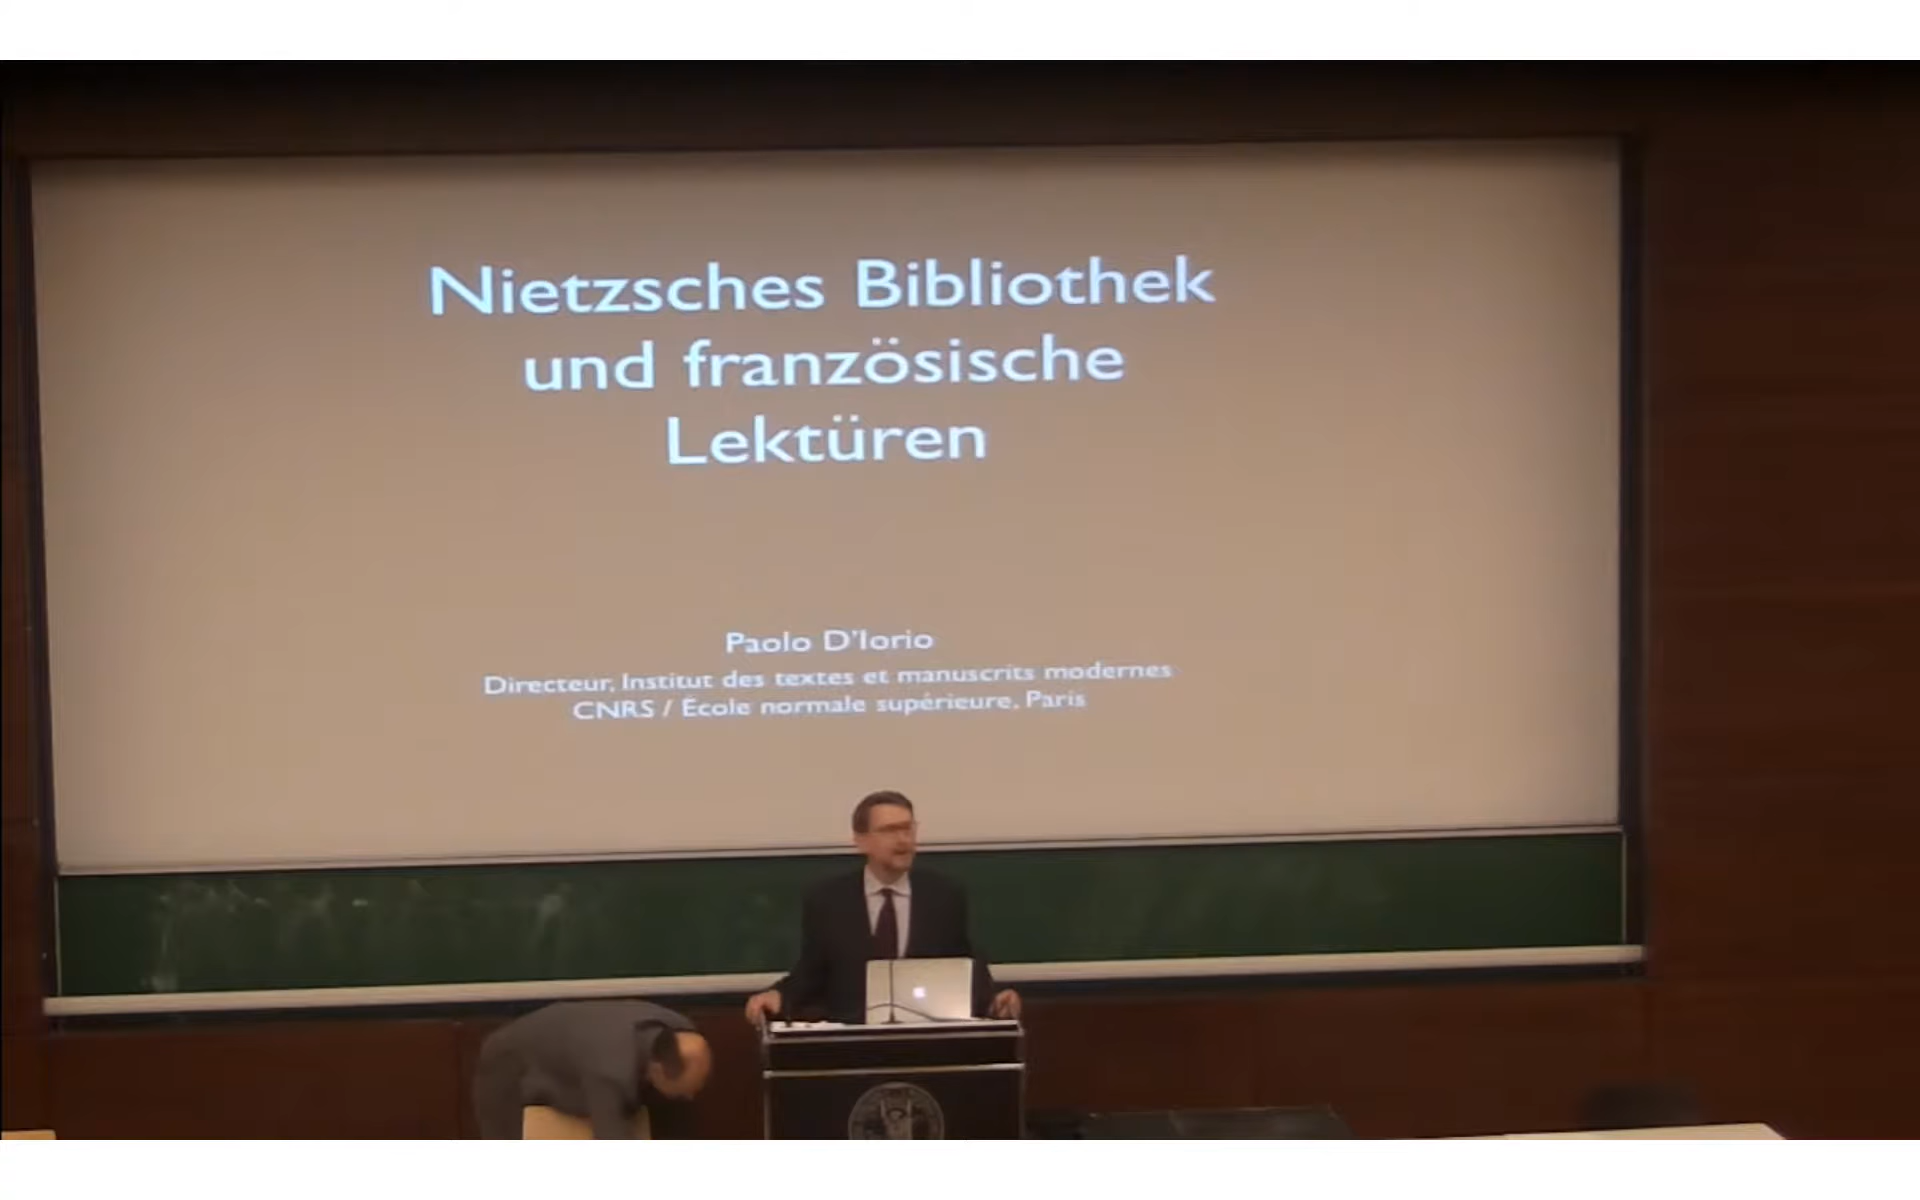 Nietzsches Bibliothek
und französische
Lektüren
Paolo D'Iorio
Directeur, Institut des textes et manuscrits modernes
CNRS / École normale supérieure, Paris